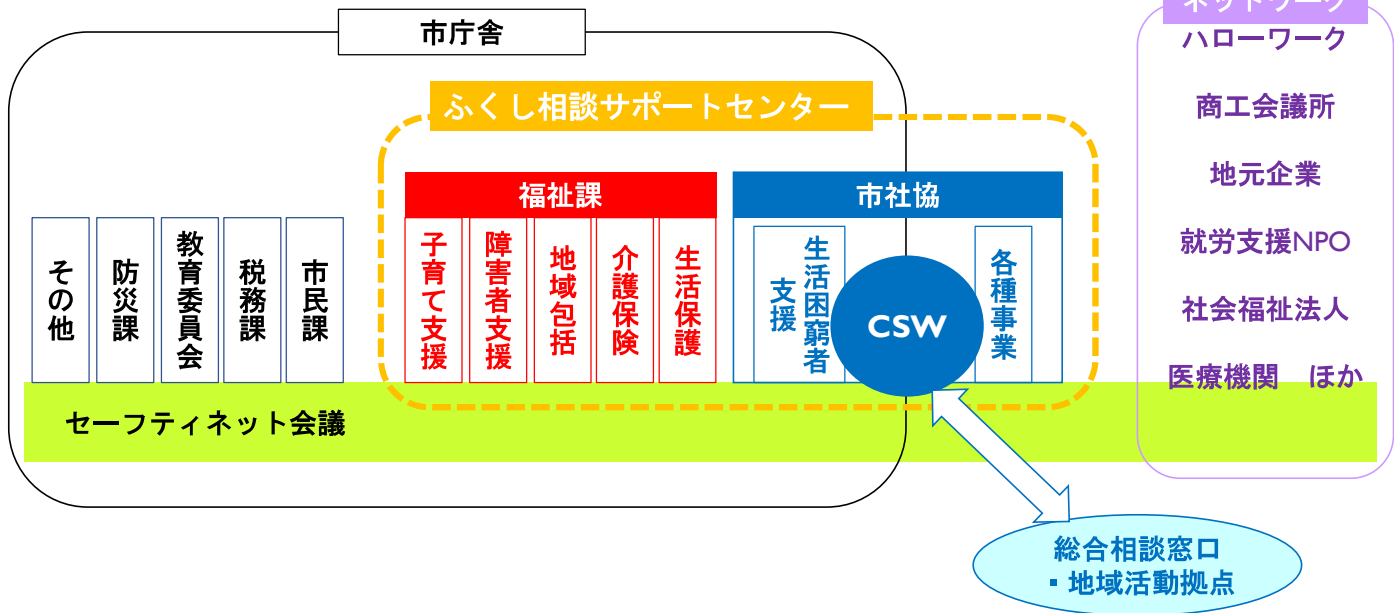 市庁舎
ふくし相談サポートセンター
福祉課
市社協
その他
防災課
教育委員会
税務課
市民課
子育て支援
障害者支援
地域包括
介護保険
生活保護
生活困窮者
支援
CSW
各種事業
セーフティネット会議
総合相談窓口
・地域活動拠点
ネットワーク
ハローワーク
商工会議所
地元企業
就労支援NPO
社会福祉法人
医療機関　ほか